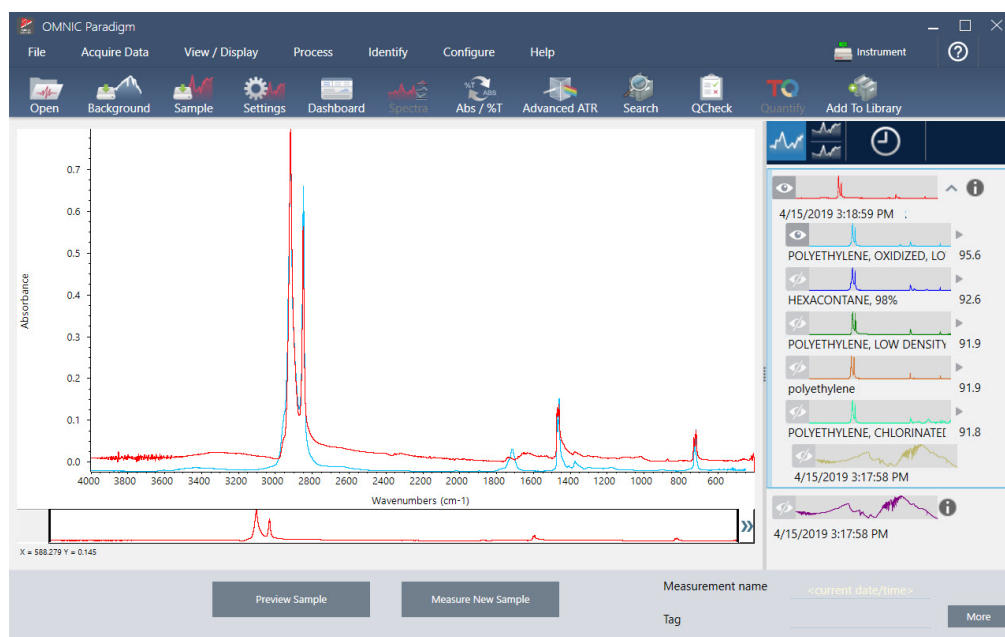 OMNIC Paradigm
File Acquire Data View / Display Process Identify Configure Help Instrument ?
%T ABS TQ
Open Background Sample Settings Dashboard Spectra Abs / %T Advanced ATR Search QCheck Quantify Add To Library
0.7
0.6
0.5
0.4
0.3
0.2
0.1
0.0
Absorbance
4000 3800 3600 3400 3200 3000 2800 2600 2400 2200 2000 1800 1600 1400 1200 1000 800 600
Wavenumbers (cm-1)
X = 588.279 Y = 0.145
4/15/2019 3:18:59 PM
POLYETHYLENE, OXIDIZED, LO 95.6
HEXACONTANE, 98% 92.6
POLYETHYLENE, LOW DENSITY 91.9
polyethylene 91.9
POLYETHYLENE, CHLORINATE 91.8
4/15/2019 3:17:58 PM
4/15/2019 3:17:58 PM
Preview Sample
Measure New Sample
Measurement name <current date/time>
Tag
More